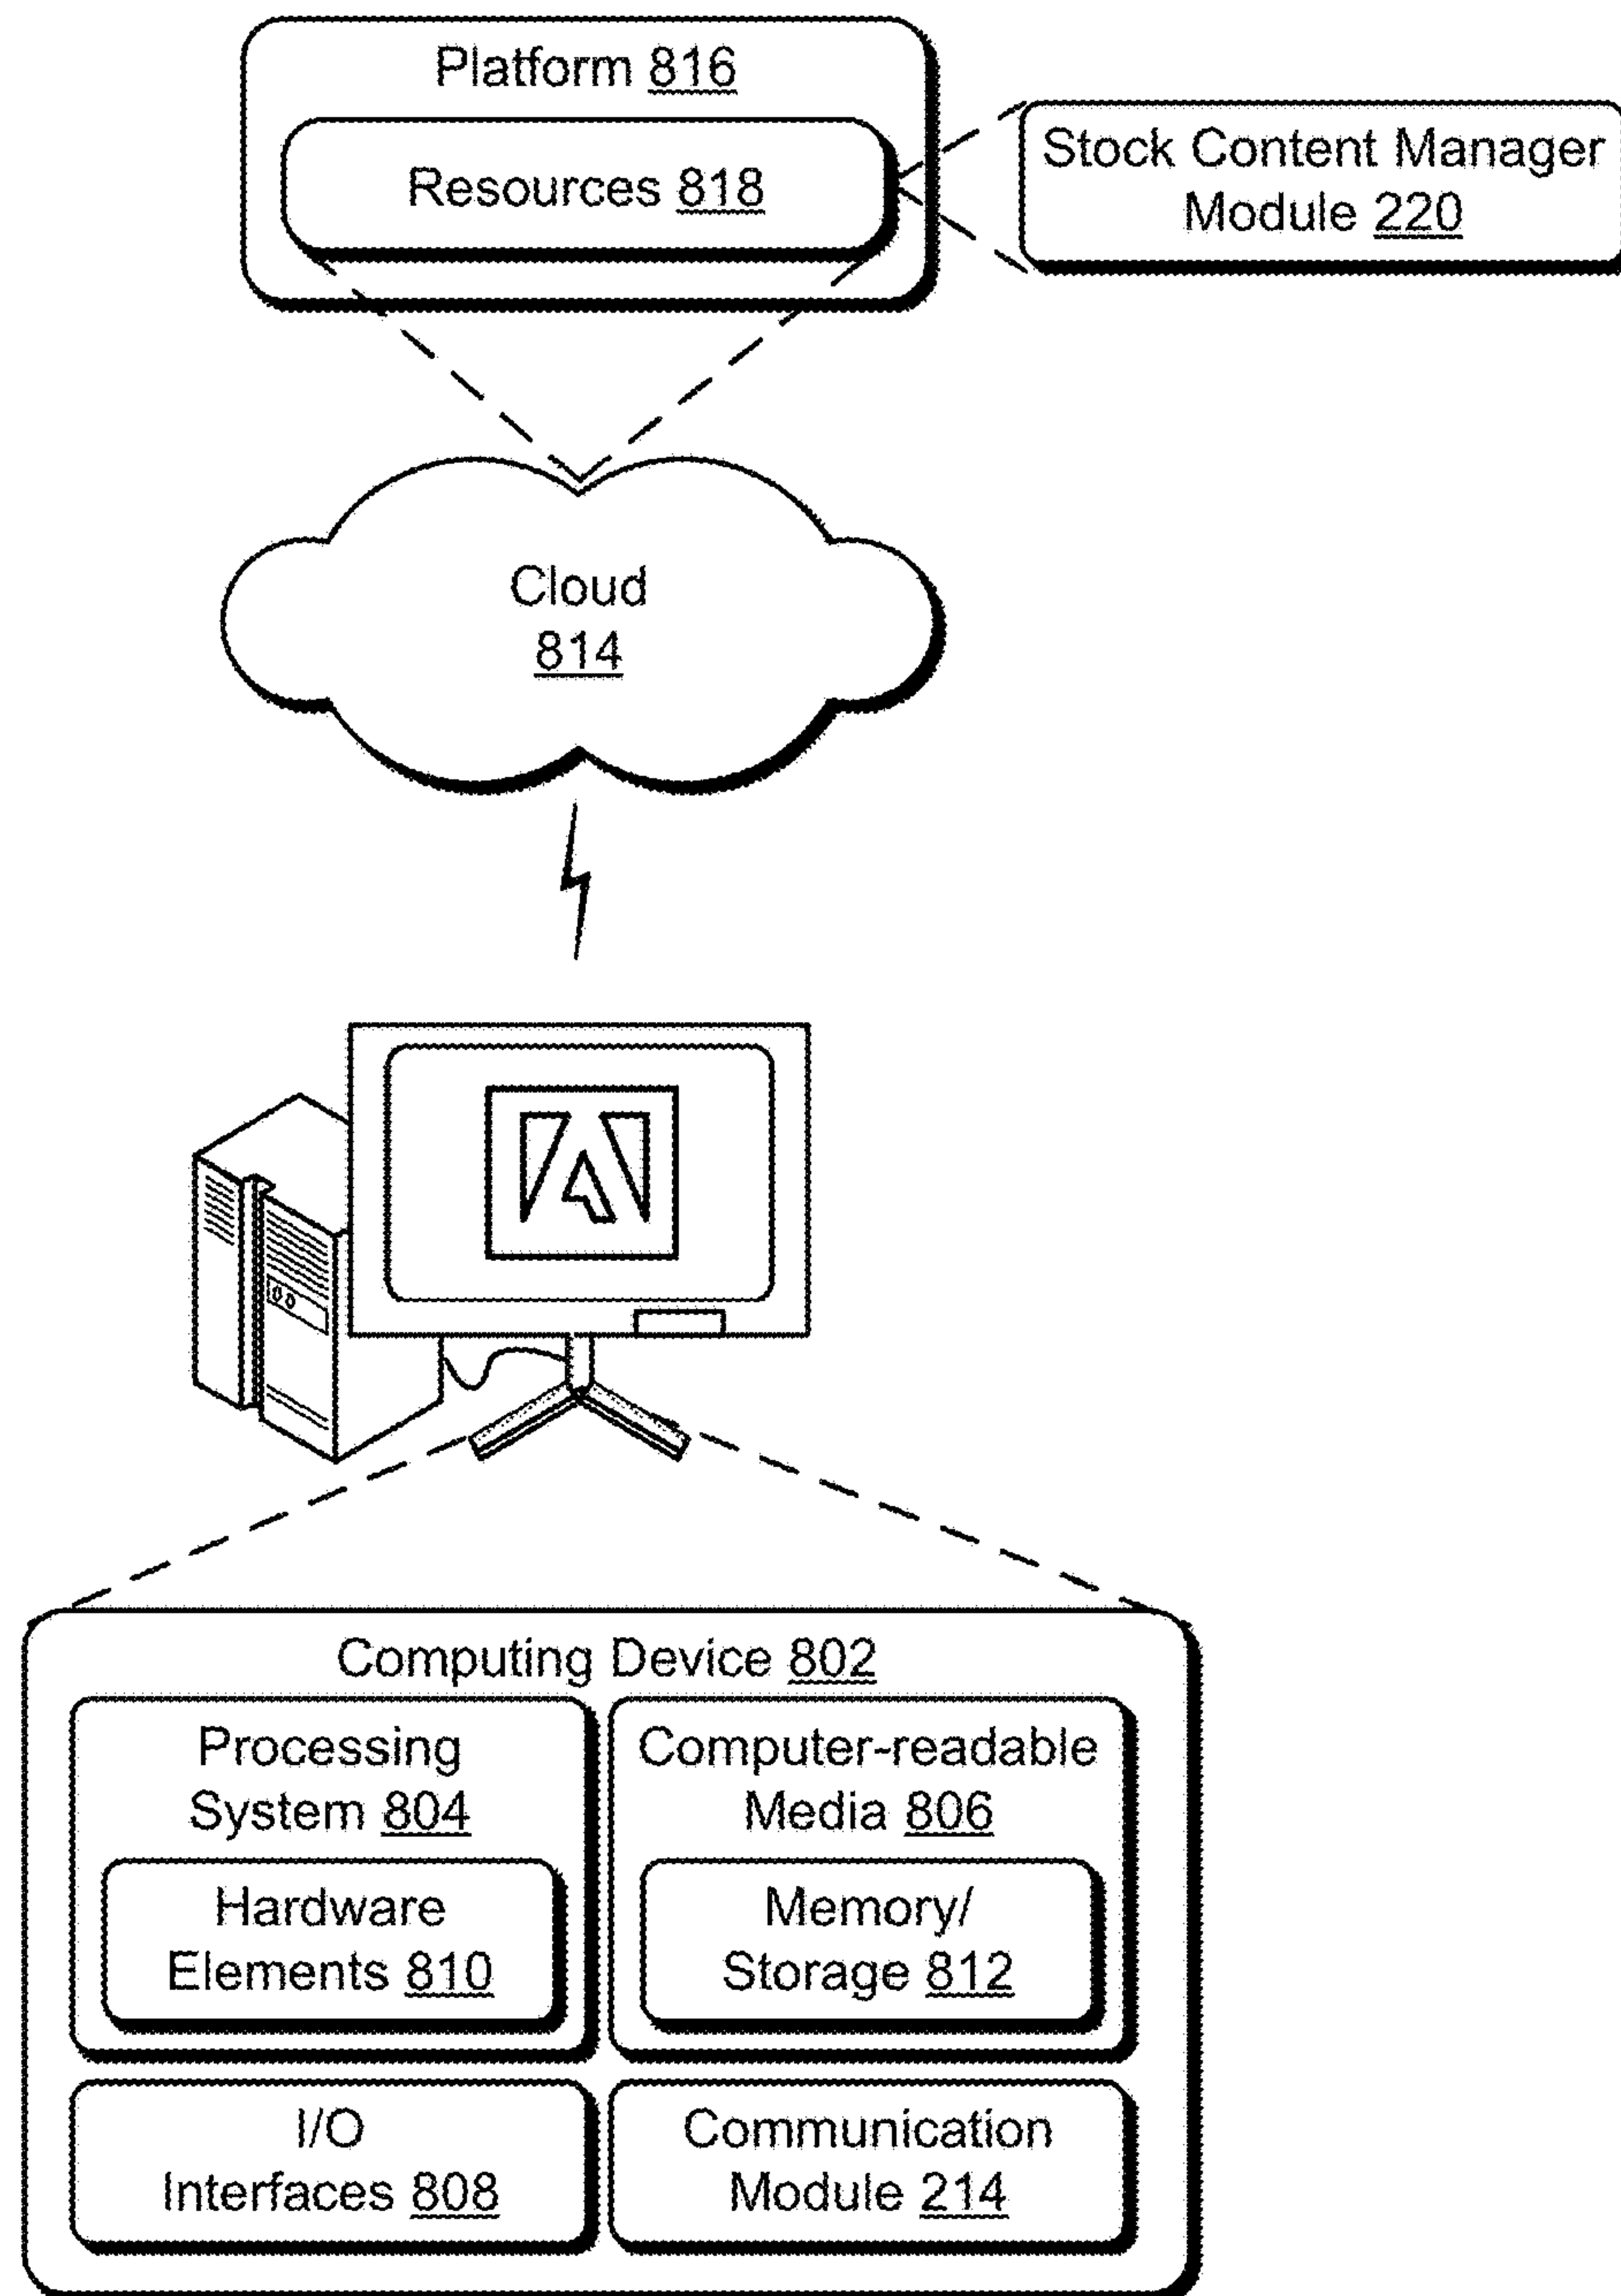 Platform 816
Resources 818
Stock Content Manager
Module 220
Cloud
814
Computing Device 802
Processing
System 804
Hardware
Elements 810
Computer-readable
Media 806
Memory/
Storage 812
I/O
Interfaces 808
Communication
Module 214